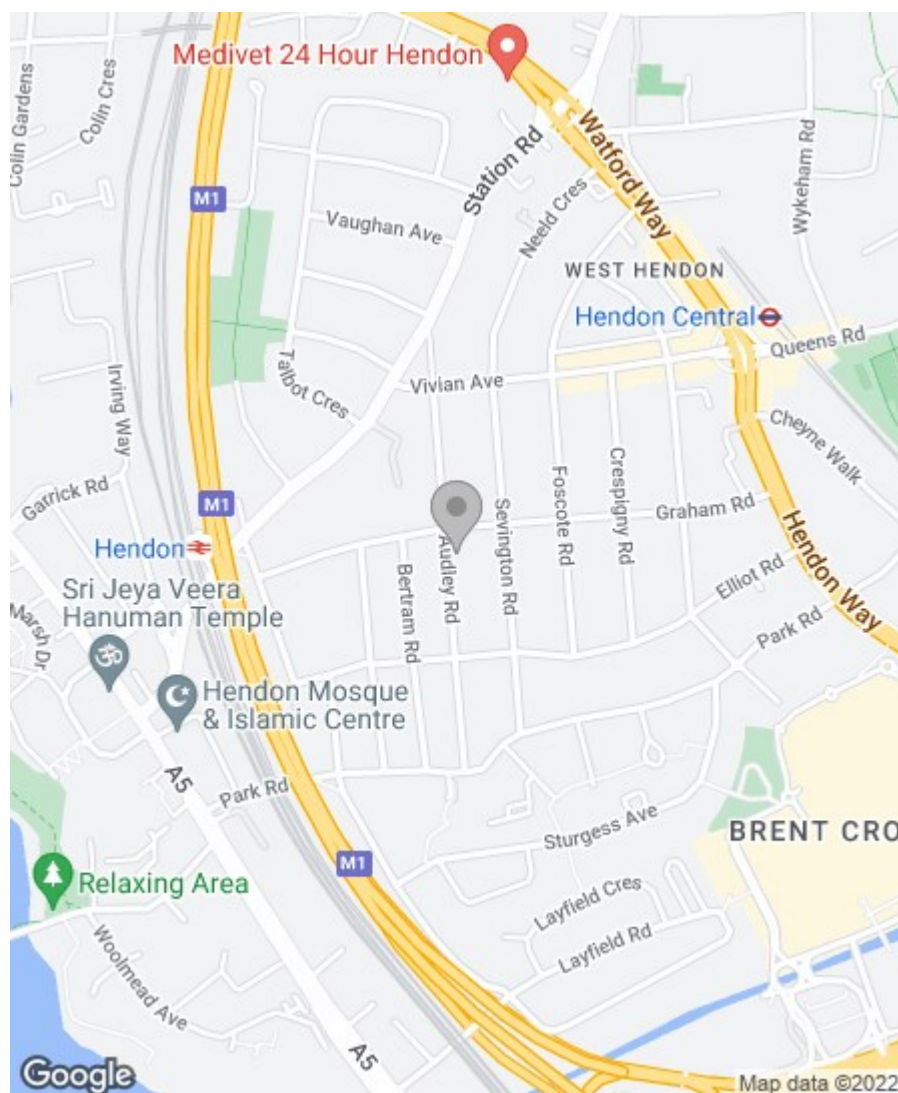 Medivet 24 Hour Hendon
Colin Gardens
Colin Cres
Station Rd
Watford Way
Wykeham Rd
M1
Vaughan Ave
Neeld Cres
WEST HENDON
Hendon Central
Queens Rd
Talbot Cres
Vivian Ave
Irving Way
Cheyne Walk
Garrick Rd
M1
Foscote Rd
Crespigny Rd
Sevington Rd
Graham Rd
Hendon
Audley Rd
Bertram Rd
Hendon Way
Elliot Rd
Sri Jeya Veera
Hanuman Temple
Marsh Dr
Park Rd
Hendon Mosque
& Islamic Centre
A5
Park Rd
Sturgess Ave
BRENT CRO
M1
Relaxing Area
Layfield Cres
Layfield Rd
Woolmead Ave
A5
Google
Map data ©2022